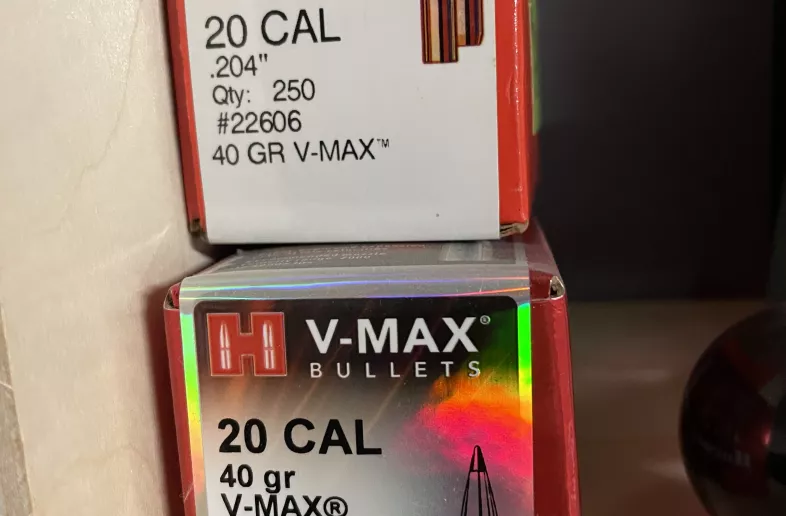 20 CAL
.204"
Qty: 250
#22606
40 GR V-MAX™
H V-MAX®
BULLETS
20 CAL
40 gr
V-MAX®